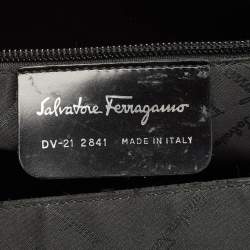 Salvatore Ferragamo
DV-21 2841 MADE IN ITALY